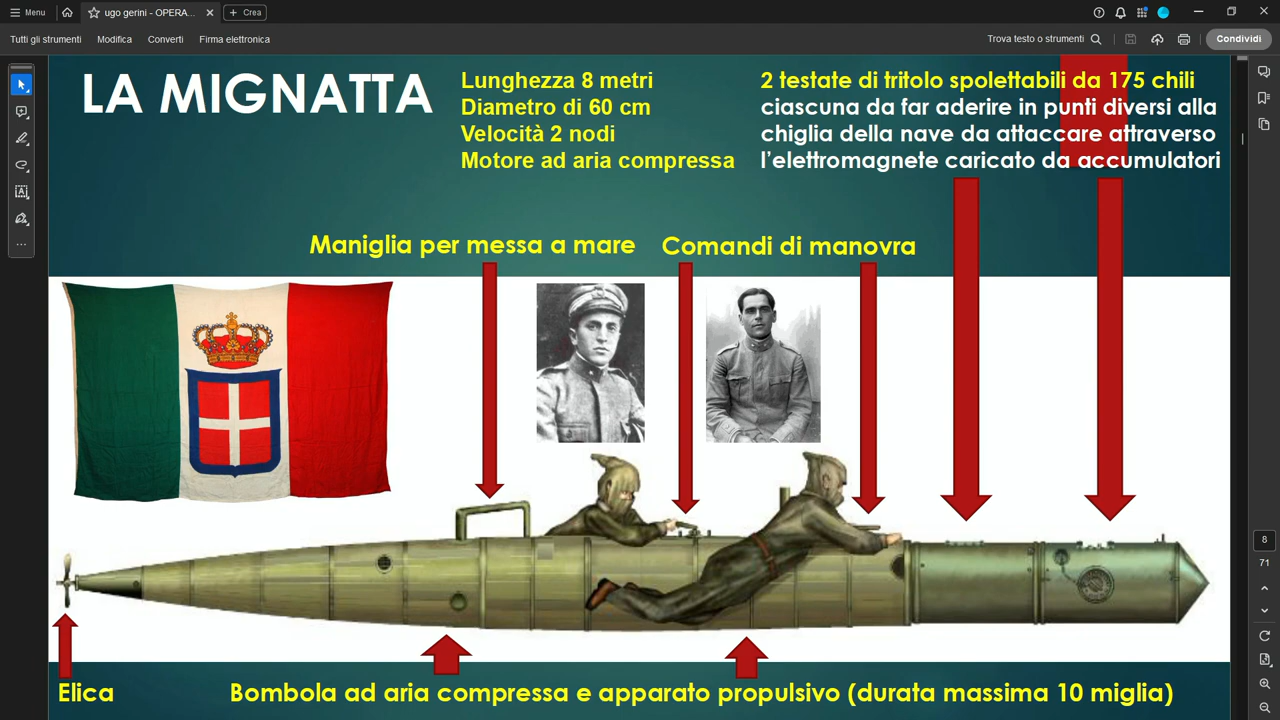 Menu
ugo gerini - OPERA...
Crea
Tutti gli strumenti
Modifica
Converti
Firma elettronica
Trova testo o strumenti
Condividi
LA MIGNATTA
Lunghezza 8 metri
Diametro di 60 cm
Velocità 2 nodi
Motore ad aria compressa
2 testate di tritolo spolettabili da 175 chili
ciascuna da far aderire in punti diversi alla
chiglia della nave da attaccare attraverso
l'elettromagnete caricato da accumulatori
Maniglia per messa a mare
Comandi di manovra
Elica
Bombola ad aria compressa e apparato propulsivo (durata massima 10 miglia)
8
71